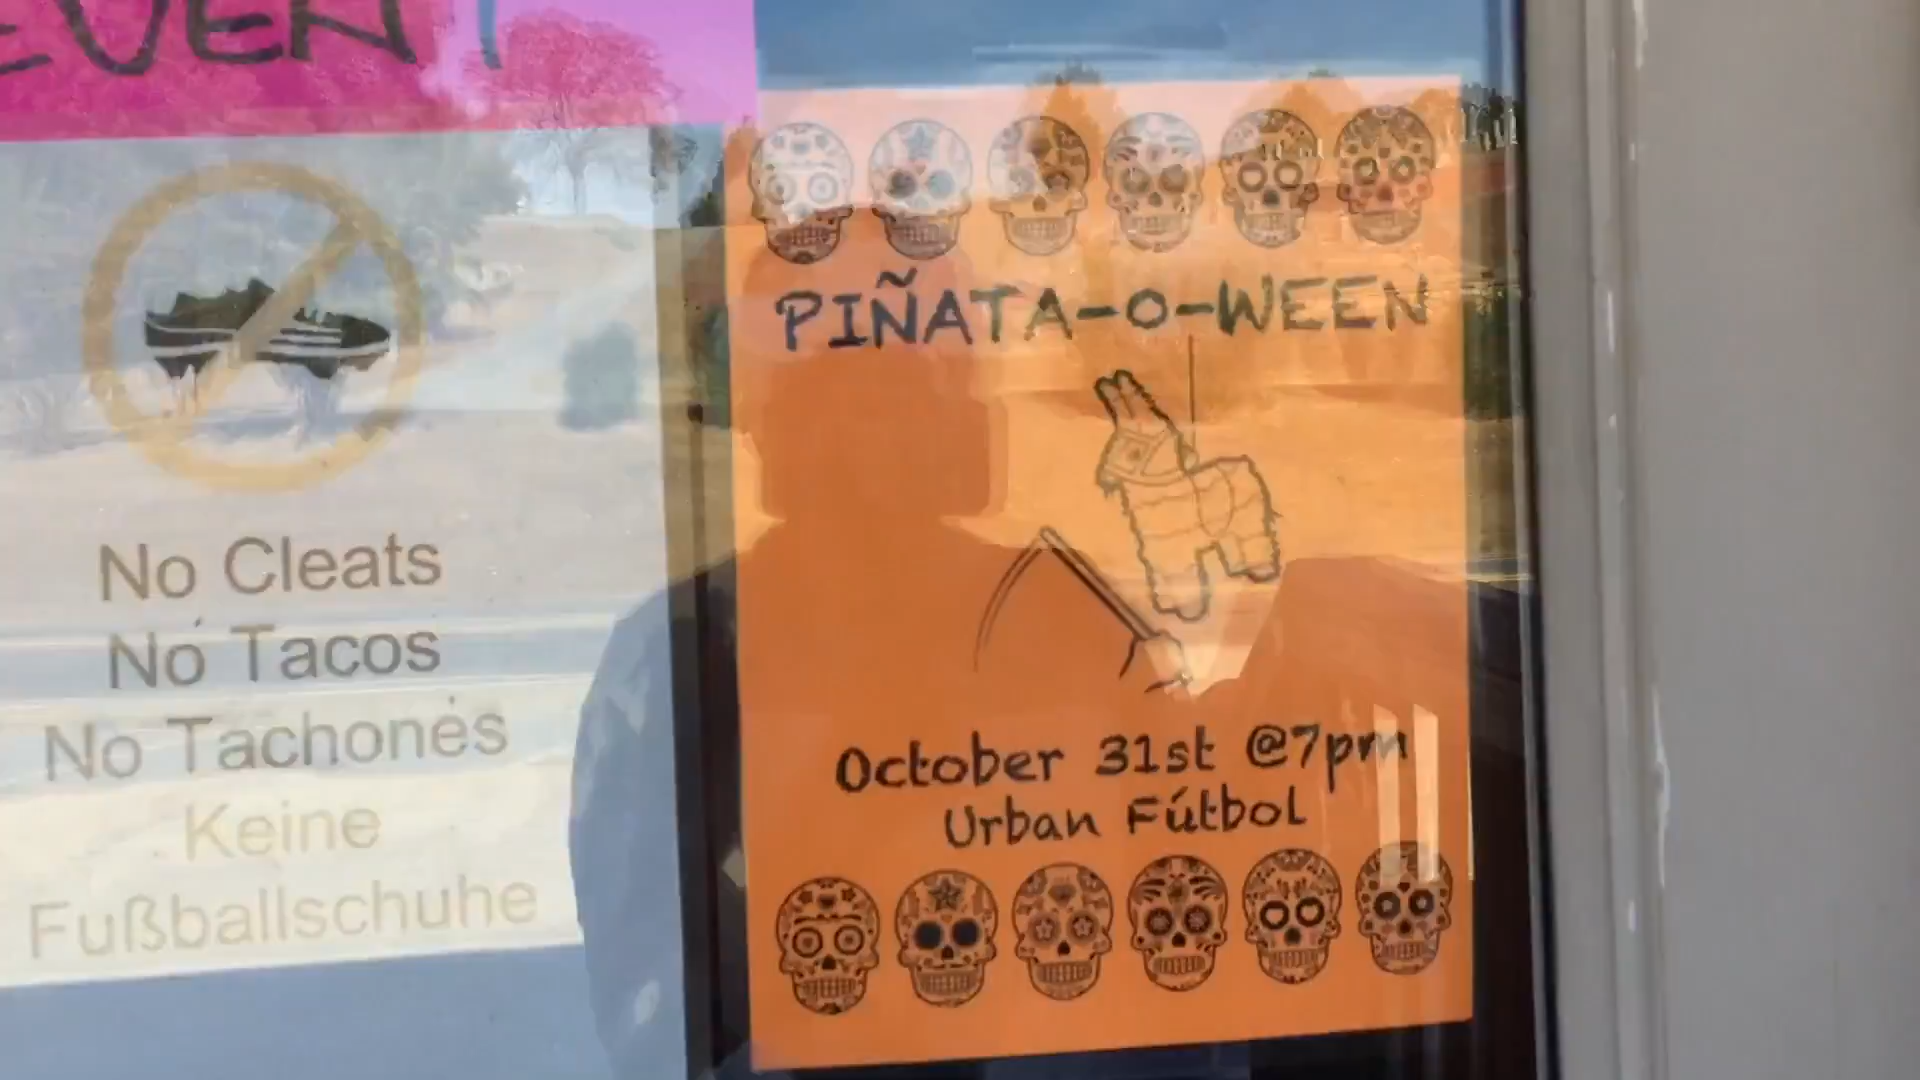 EVENT
No Cleats
No Tacos
No Tachones
Keine
Fußballschuhe
PIÑATA-O-WEEN
October 31st @7pm
Urban Fútbol